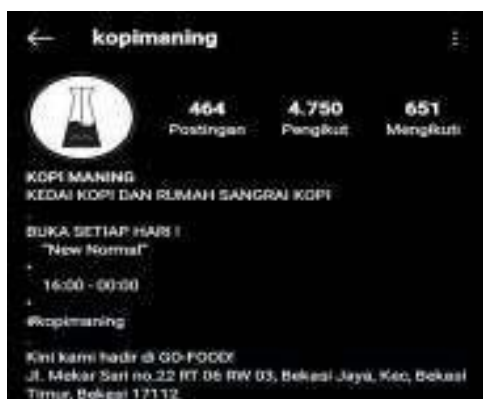 kopimaning
464 4.750 651
Postingan Pengikut Mengikuti
KOPI MANING
KEDAI KOPI DAN RUMAH SANGRAI KOPI
.
BUKA SETIAP HARI !
"New Normal"
•
16:00 - 00:00
•
#kopimaning
.
Kini kami hadir di GO-FOOD!
Jl. Mekar Sari no.22 RT 06 RW 03, Bekasi Jaya, Kec, Bekasi
Timur, Bekasi 17112